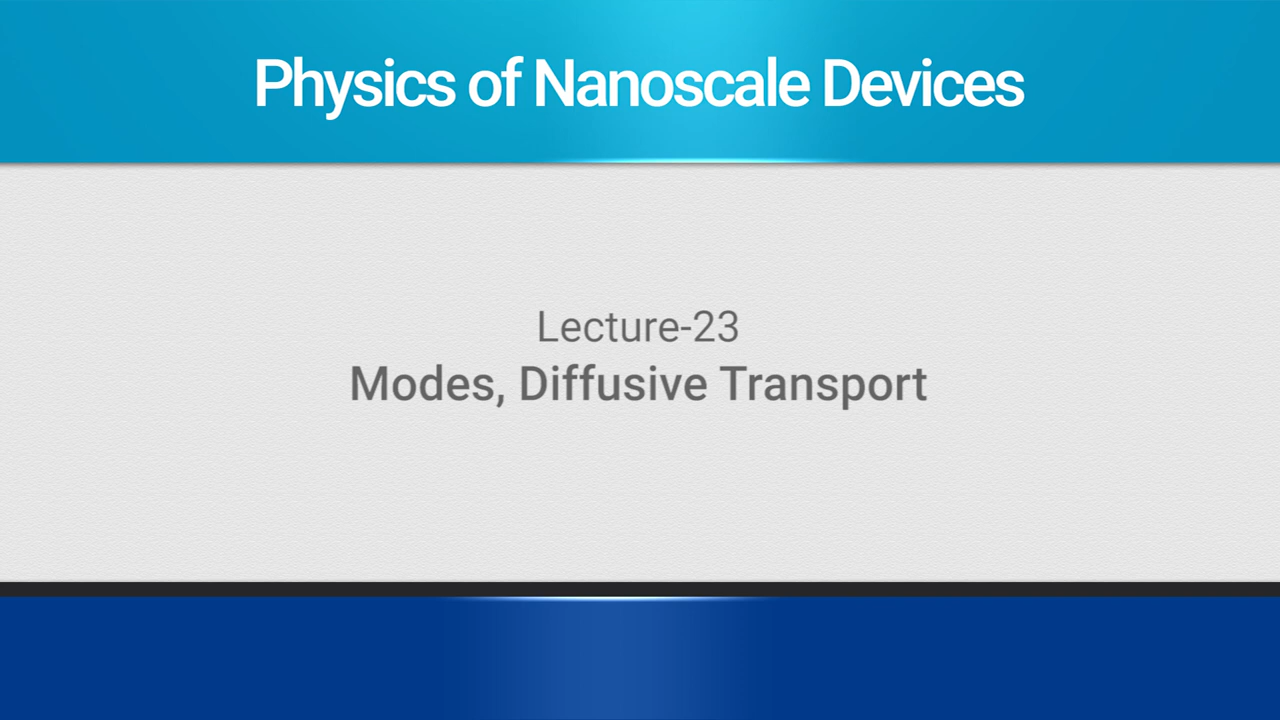 Physics of Nanoscale Devices
Lecture-23
Modes, Diffusive Transport